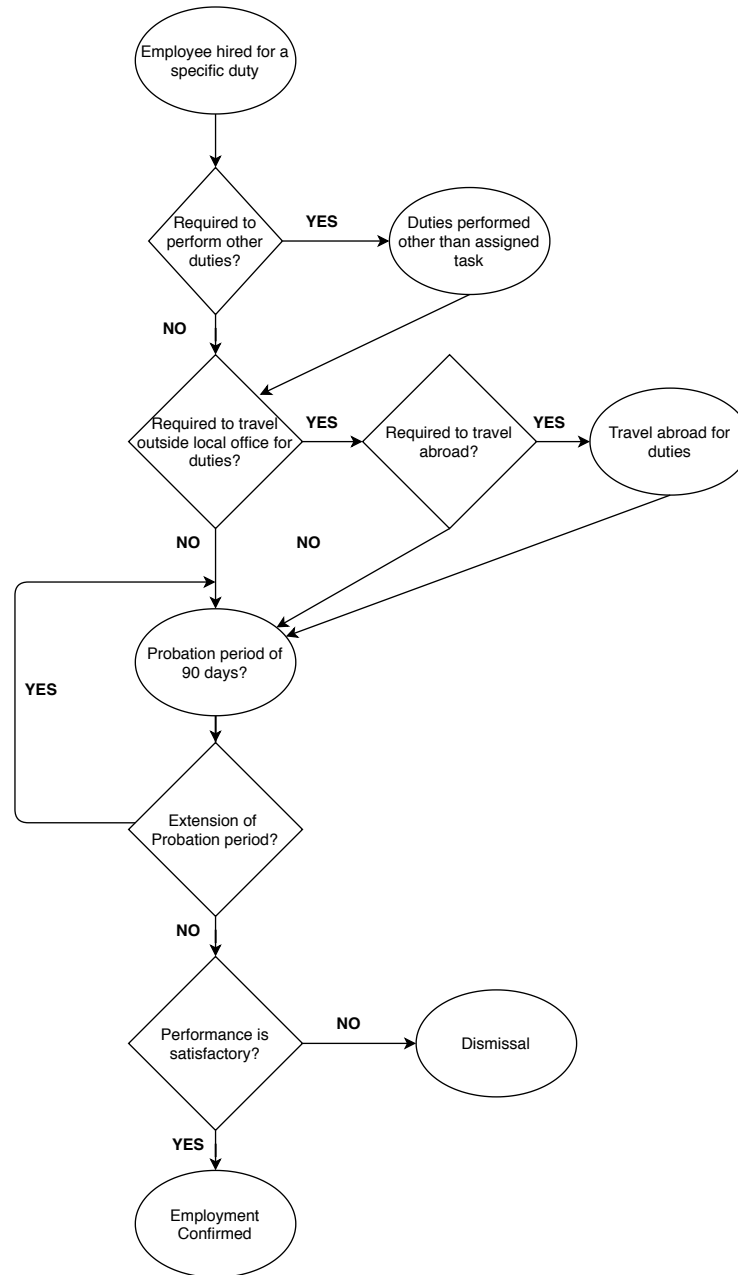 Employee hired for a
specific duty
Required to
perform other
duties?
YES
Duties performed
other than assigned
task
NO
Required to travel
outside local office for
duties?
YES
Required to travel
abroad?
YES
Travel abroad for
duties
NO
NO
Probation period of
90 days?
YES
Extension of
Probation period?
NO
Performance is
satisfactory?
NO
Dismissal
YES
Employment
Confirmed